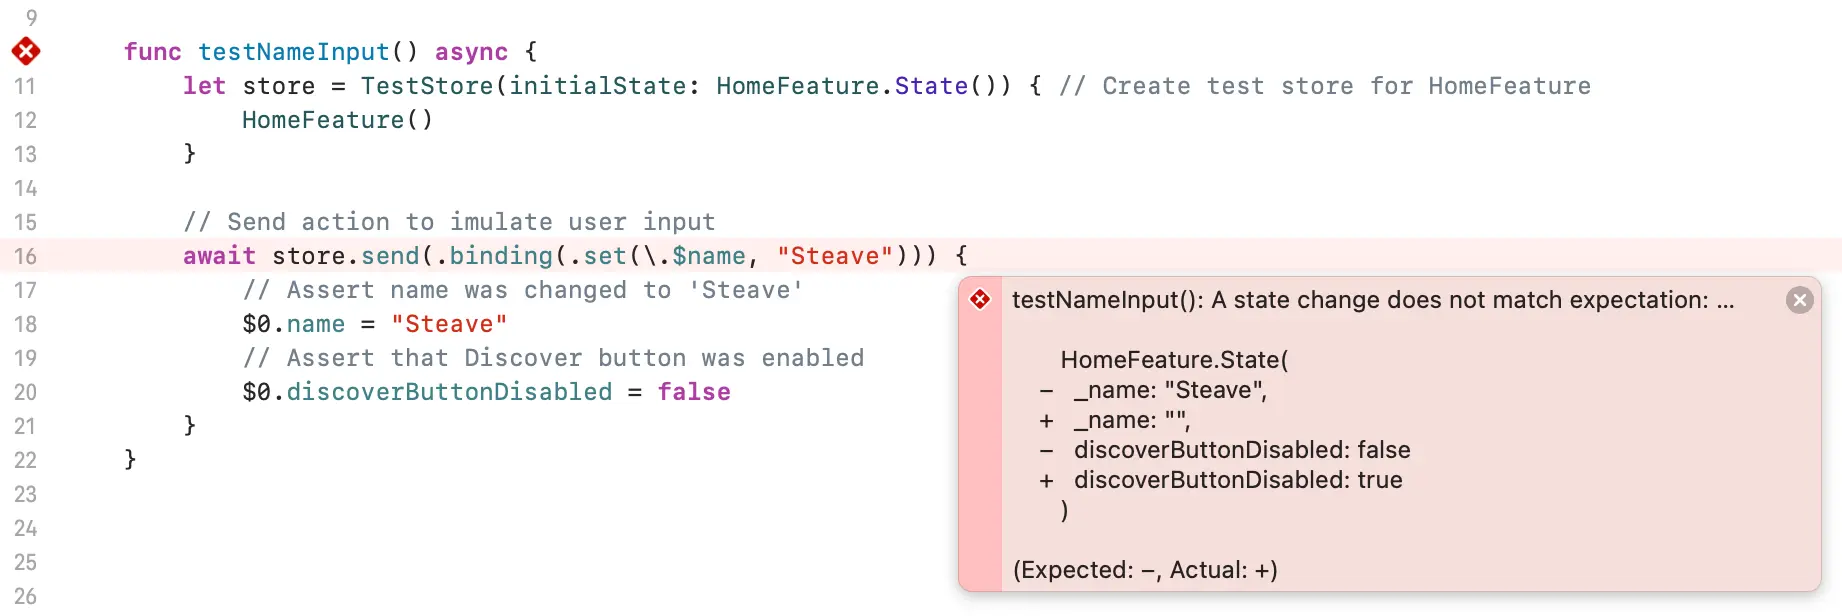 9
func testNameInput() async {
11 let store = TestStore(initialState: HomeFeature.State()) { // Create test store for HomeFeature
12 HomeFeature()
13 }
14
15 // Send action to imulate user input
16 await store.send(.binding(.set(\.$name, "Steave"))) {
17 // Assert name was changed to 'Steave'
18 $0.name = "Steave"
19 // Assert that Discover button was enabled
20 $0.discoverButtonDisabled = false
21 }
22 }
23
24
25
26
testNameInput(): A state change does not match expectation: ...
HomeFeature.State(
− _name: "Steave",
+ _name: "",
− discoverButtonDisabled: false
+ discoverButtonDisabled: true
)
(Expected: −, Actual: +)